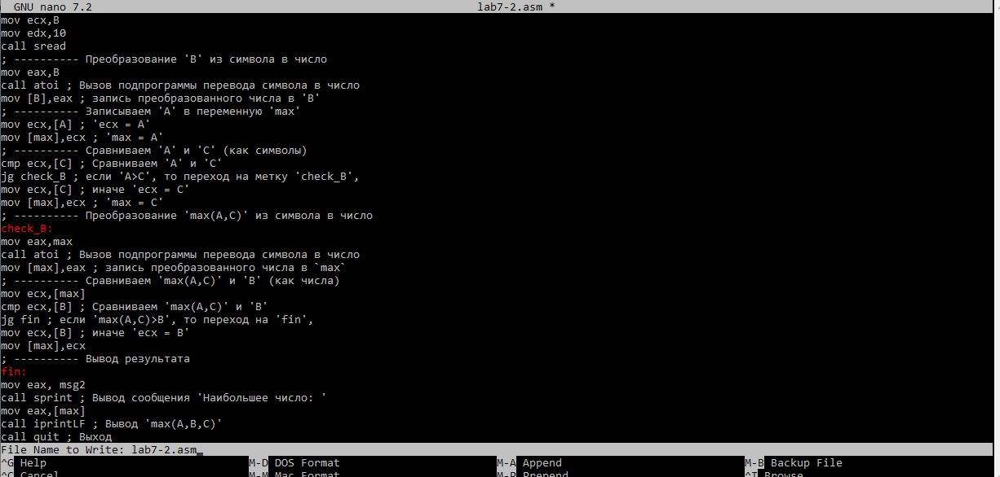 GNU nano 7.2 lab7-2.asm *
mov ecx,B
mov edx,10
call sread
; ---------- Преобразование 'B' из символа в число
mov eax,B
call atoi ; Вызов подпрограммы перевода символа в число
mov [B],eax ; запись преобразованного числа в 'B'
; ---------- Записываем 'A' в переменную 'max'
mov ecx,[A] ; 'ecx = A'
mov [max],ecx ; 'max = A'
; ---------- Сравниваем 'A' и 'C' (как символы)
cmp ecx,[C] ; Сравниваем 'A' и 'C'
jg check_B ; если 'A>C', то переход на метку 'check_B',
mov ecx,[C] ; иначе 'ecx = C'
mov [max],ecx ; 'max = C'
; ---------- Преобразование 'max(A,C)' из символа в число
check_B:
mov eax,max
call atoi ; Вызов подпрограммы перевода символа в число
mov [max],eax ; запись преобразованного числа в `max`
; ---------- Сравниваем 'max(A,C)' и 'B' (как числа)
mov ecx,[max]
cmp ecx,[B] ; Сравниваем 'max(A,C)' и 'B'
jg fin ; если 'max(A,C)>B', то переход на 'fin',
mov ecx,[B] ; иначе 'ecx = B'
mov [max],ecx
; ---------- Вывод результата
fin:
mov eax, msg2
call sprint ; Вывод сообщения 'Наибольшее число: '
mov eax,[max]
call iprintLF ; Вывод 'max(A,B,C)'
call quit ; Выход
File Name to Write: lab7-2.asm
^G Help M-D DOS Format M-A Append M-B Backup File
^C Cancel M-M Mac Format M-P Prepend ^T Browse